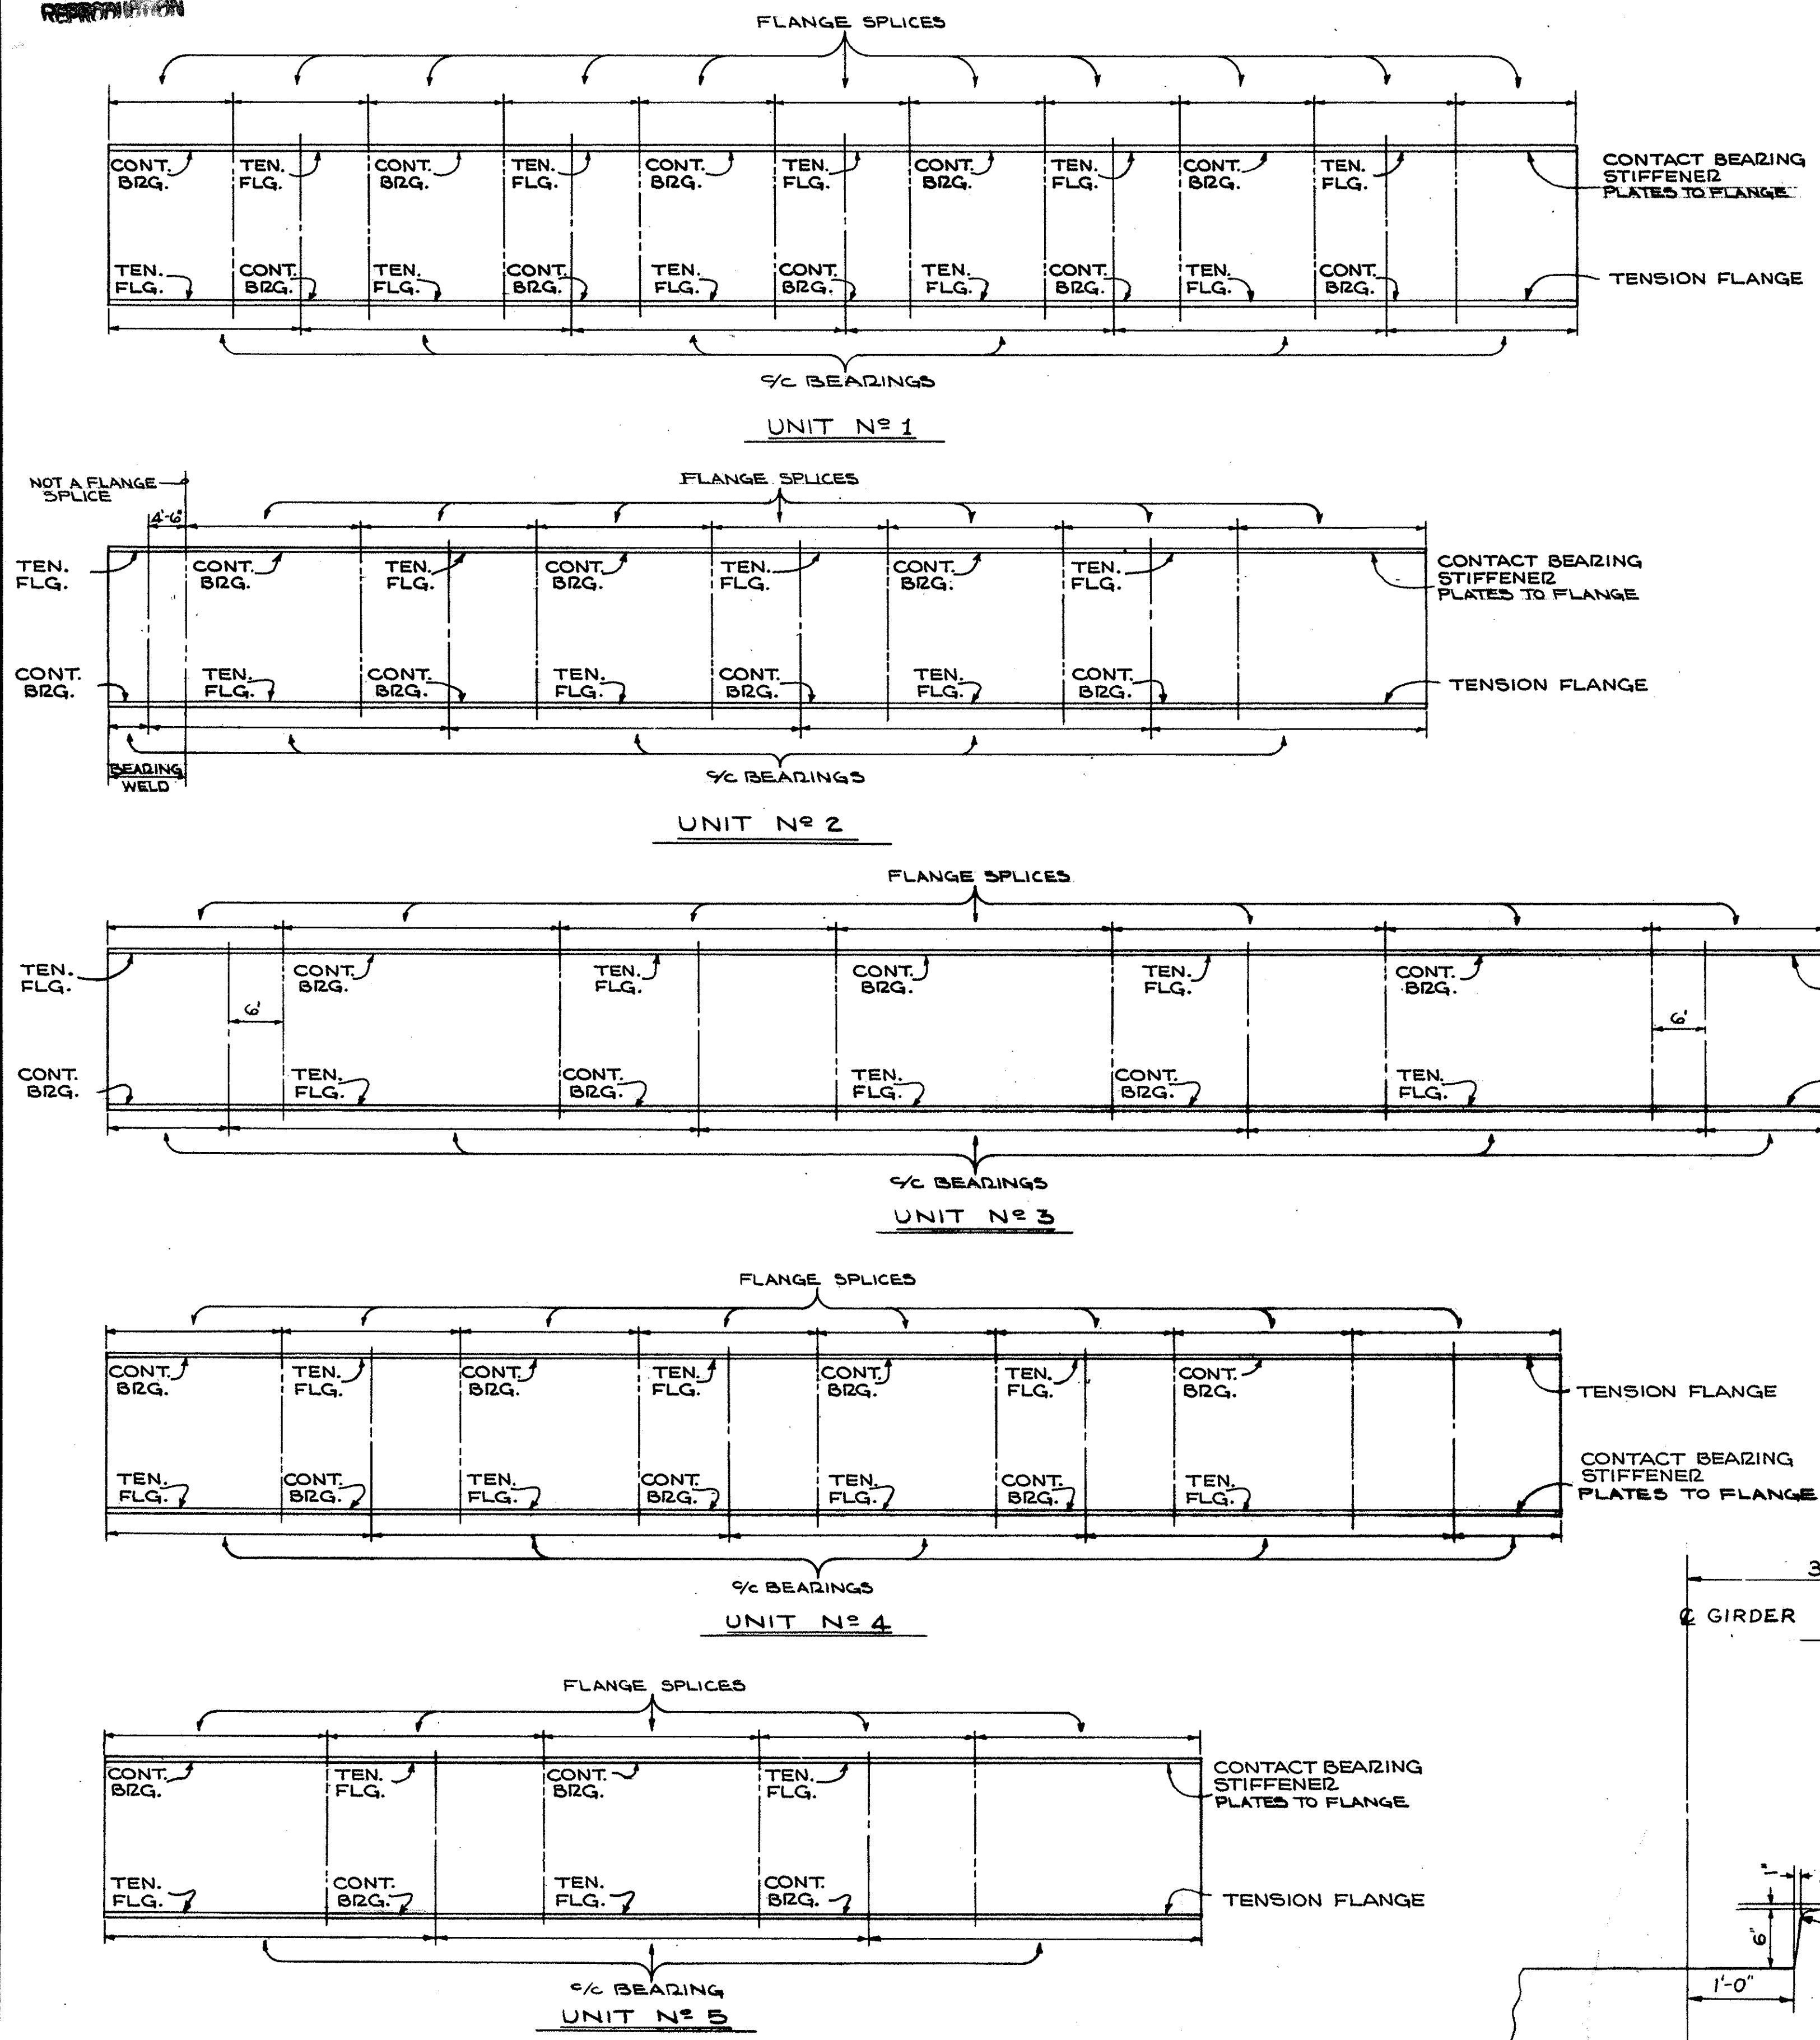 REPRODUCTION
FLANGE SPLICES
CONT. BRG.
TEN. FLG.
CONT. BRG.
TEN. FLG.
CONT. BRG.
TEN. FLG.
CONT. BRG.
TEN. FLG.
CONT. BRG.
TEN. FLG.
CONTACT BEARING
STIFFENER
PLATES TO FLANGE
TEN. FLG.
CONT. BRG.
TEN. FLG.
CONT. BRG.
TEN. FLG.
CONT. BRG.
TEN. FLG.
CONT. BRG.
TEN. FLG.
CONT. BRG.
TENSION FLANGE
c/c BEARINGS
UNIT Nº 1
NOT A FLANGE
SPLICE
4'-6"
FLANGE SPLICES
TEN. FLG.
CONT. BRG.
TEN. FLG.
CONT. BRG.
TEN. FLG.
CONT. BRG.
TEN. FLG.
CONTACT BEARING
STIFFENER
PLATES TO FLANGE
CONT. BRG.
TEN. FLG.
CONT. BRG.
TEN. FLG.
CONT. BRG.
TEN. FLG.
CONT. BRG.
TENSION FLANGE
BEARING
WELD
c/c BEARINGS
UNIT Nº 2
FLANGE SPLICES
TEN. FLG.
CONT. BRG.
TEN. FLG.
CONT. BRG.
TEN. FLG.
CONT. BRG.
6'
6'
CONT. BRG.
TEN. FLG.
CONT. BRG.
TEN. FLG.
CONT. BRG.
TEN. FLG.
c/c BEARINGS
UNIT Nº 3
FLANGE SPLICES
CONT. BRG.
TEN. FLG.
CONT. BRG.
TEN. FLG.
CONT. BRG.
TEN. FLG.
CONT. BRG.
TENSION FLANGE
TEN. FLG.
CONT. BRG.
TEN. FLG.
CONT. BRG.
TEN. FLG.
CONT. BRG.
TEN. FLG.
CONTACT BEARING
STIFFENER
PLATES TO FLANGE
c/c BEARINGS
UNIT Nº 4
3
℄ GIRDER
FLANGE SPLICES
CONT. BRG.
TEN. FLG.
CONT. BRG.
TEN. FLG.
CONTACT BEARING
STIFFENER
PLATES TO FLANGE
TEN. FLG.
CONT. BRG.
TEN. FLG.
CONT. BRG.
TENSION FLANGE
c/c BEARING
UNIT Nº 5
1"
6"
1'-0"